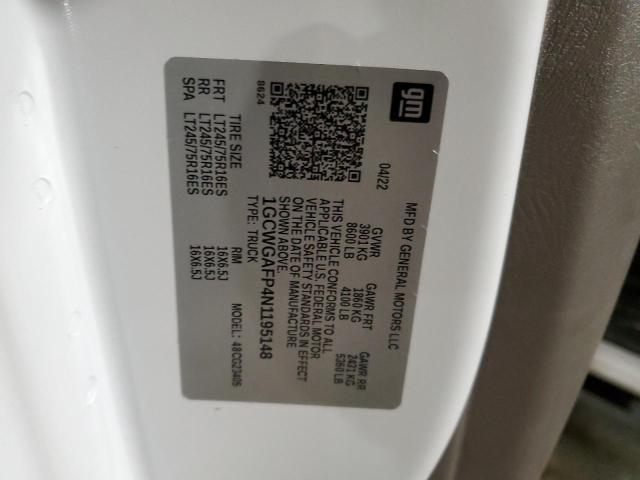 gm
MFD BY GENERAL MOTORS LLC
04/22
GVWR GAWR FRT GAWR RR
3901 KG 1860 KG 2431 KG
8600 LB 4100 LB 5360 LB
THIS VEHICLE CONFORMS TO ALL
APPLICABLE U.S. FEDERAL MOTOR
VEHICLE SAFETY STANDARDS IN EFFECT
ON THE DATE OF MANUFACTURE
SHOWN ABOVE.
1GCWGAFP4N1195148
TYPE: TRUCK
8624
MODEL: 48CG23405
TIRE SIZE RIM
FRT LT245/75R16ES 16X6.5J
RR LT245/75R16ES 16X6.5J
SPA LT245/75R16ES 16X6.5J